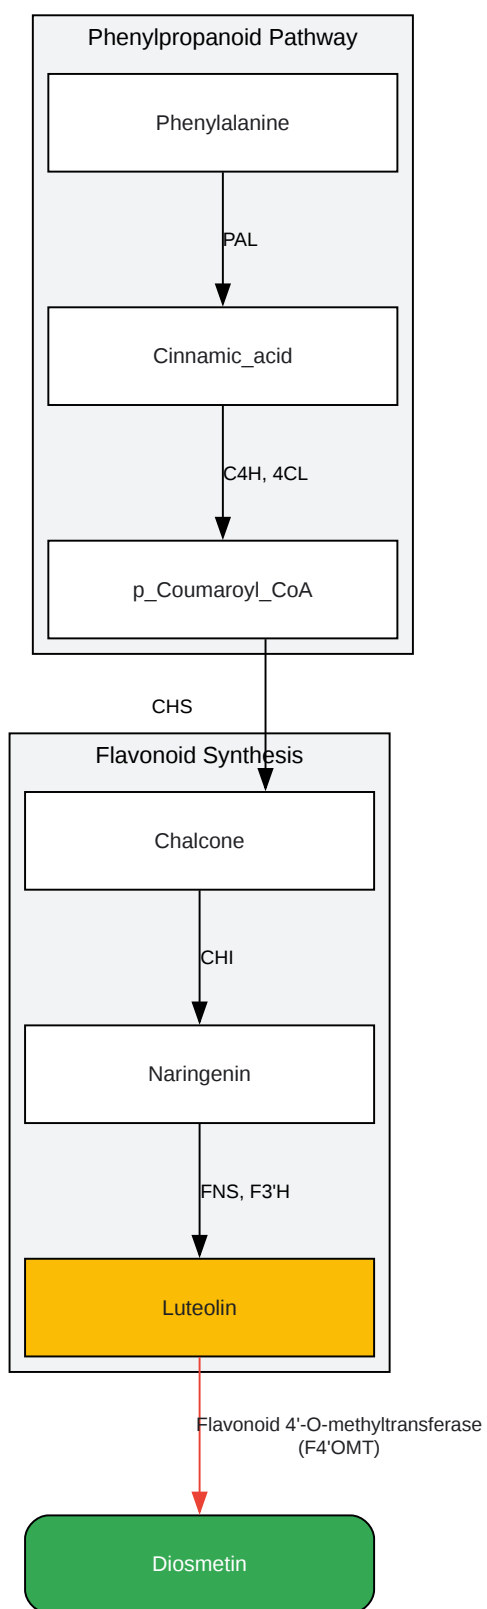 Phenylpropanoid Pathway
Phenylalanine
PAL
Cinnamic_acid
C4H, 4CL
p_Coumaroyl_CoA
CHS
Flavonoid Synthesis
Chalcone
CHI
Naringenin
FNS, F3'H
Luteolin
Flavonoid 4'-O-methyltransferase
(F4'OMT)
Diosmetin